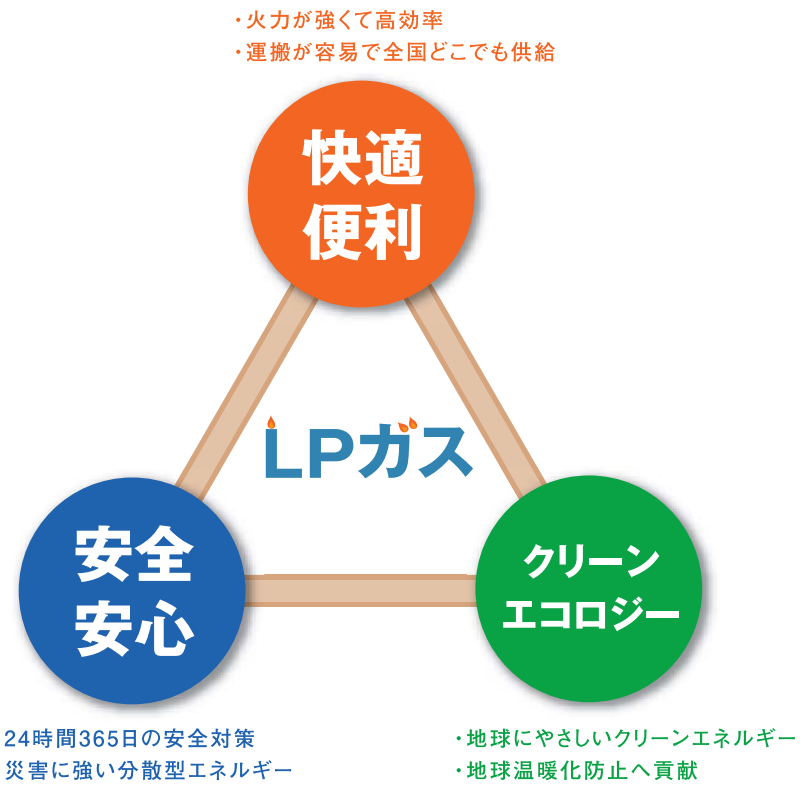 ・火力が強くて高効率
・運搬が容易で全国どこでも供給
快適
便利
LPガス
安全
安心
クリーン
エコロジー
24時間365日の安全対策
災害に強い分散型エネルギー
・地球にやさしいクリーンエネルギー
・地球温暖化防止へ貢献